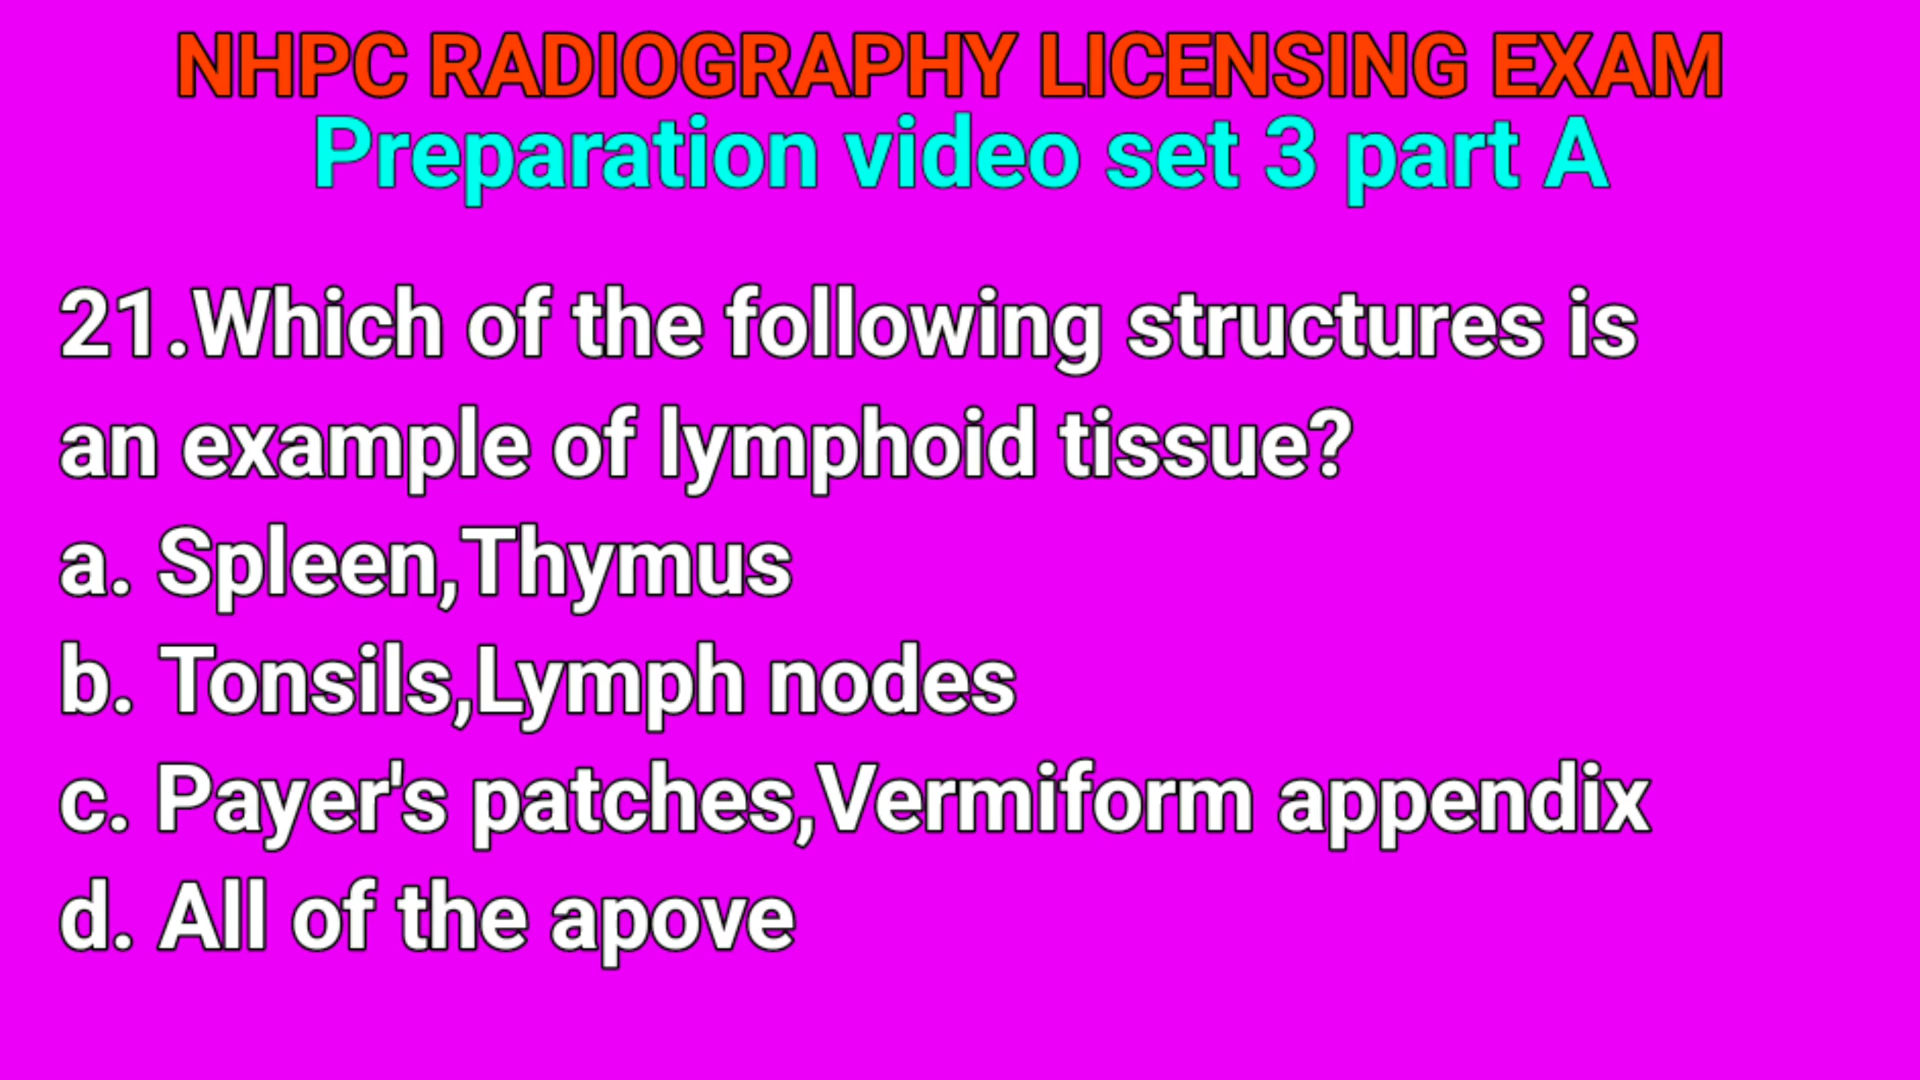 NHPC RADIOGRAPHY LICENSING EXAM
Preparation video set 3 part A
21.Which of the following structures is
an example of lymphoid tissue?
a. Spleen,Thymus
b. Tonsils,Lymph nodes
c. Payer's patches,Vermiform appendix
d. All of the apove